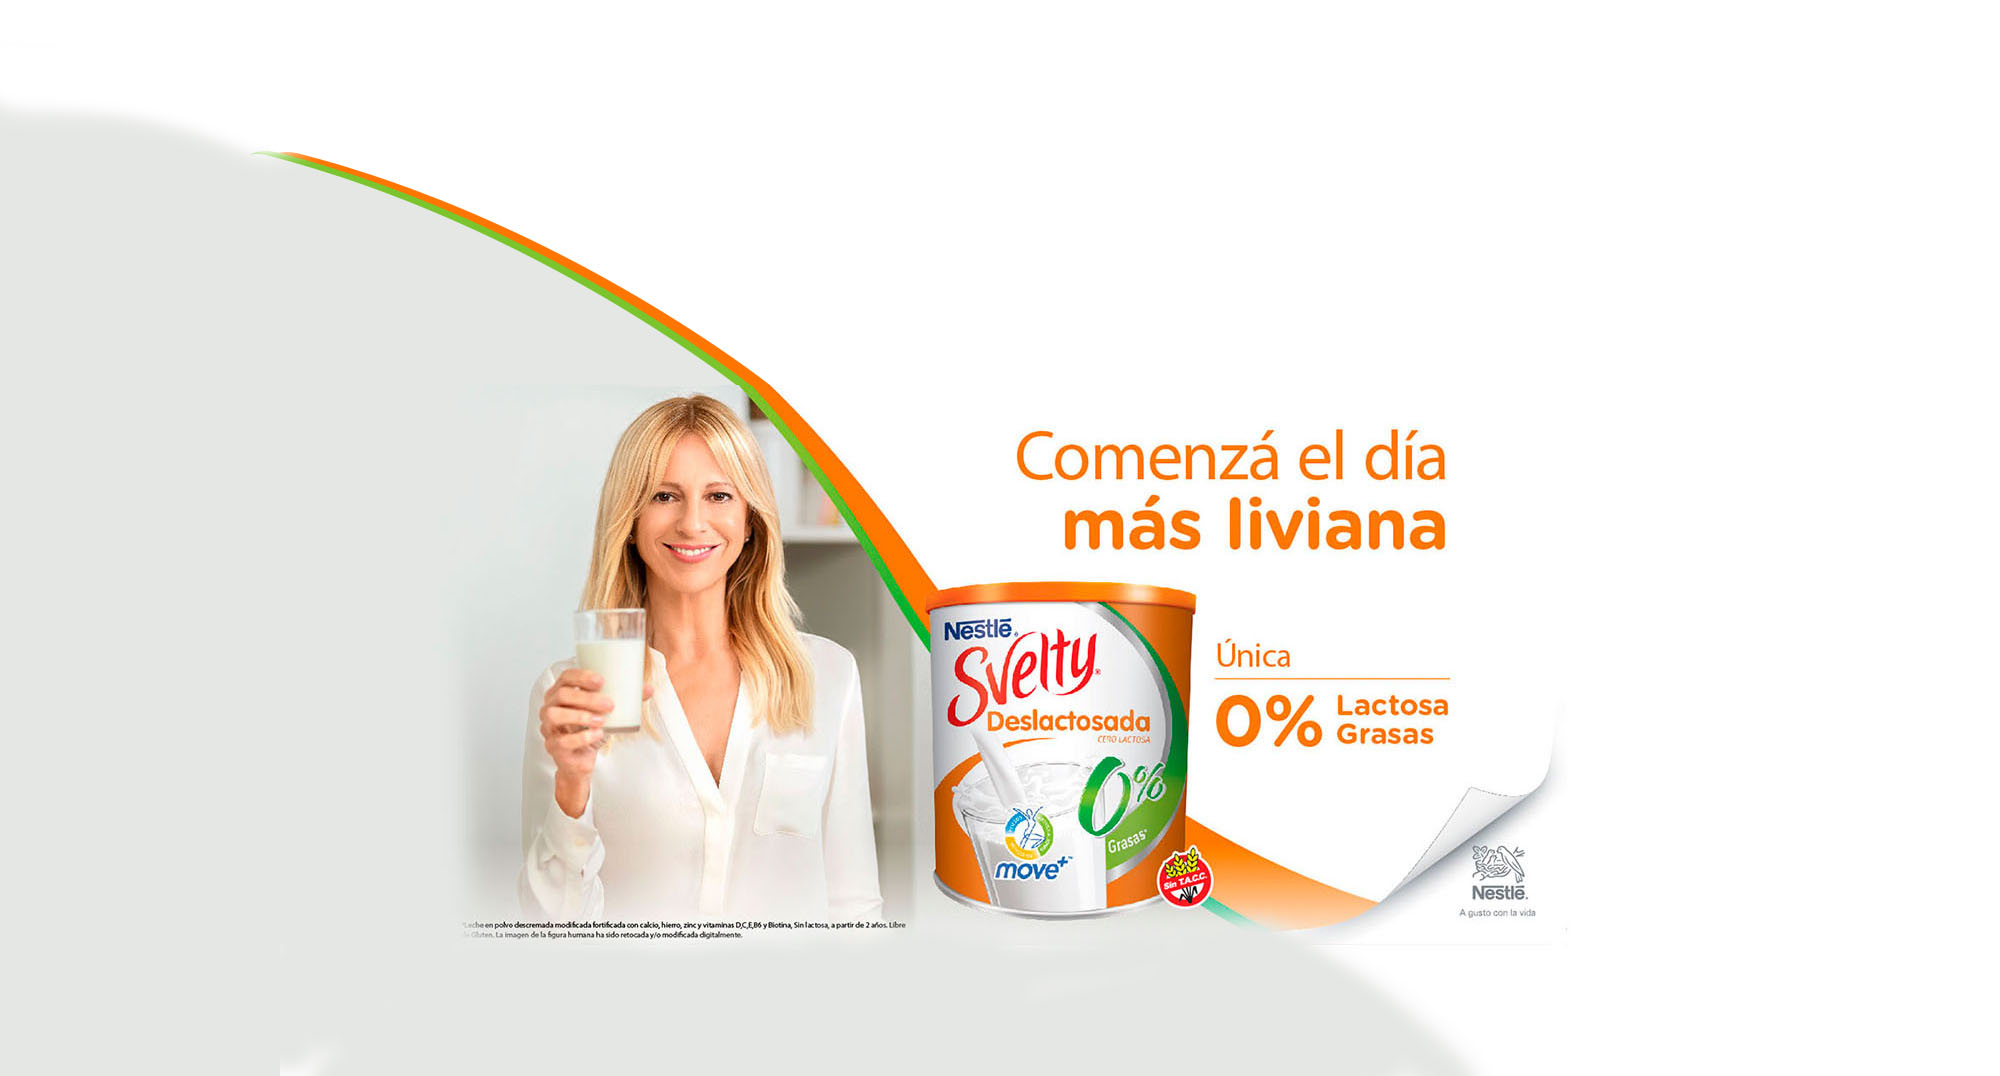 Comenzá el día
más liviana
Nestlé®
Svelty®
Deslactosada
CERO LACTOSA
0%
Grasas*
move+™
Sin T.A.C.C.
Única
0% Lactosa
Grasas
Nestlé.
A gusto con la vida
*Leche en polvo descremada modificada fortificada con calcio, hierro, zinc y vitaminas D,C,E,B6 y Biotina, Sin lactosa, a partir de 2 años. Libre
de Gluten. La imagen de la figura humana ha sido retocada y/o modificada digitalmente.